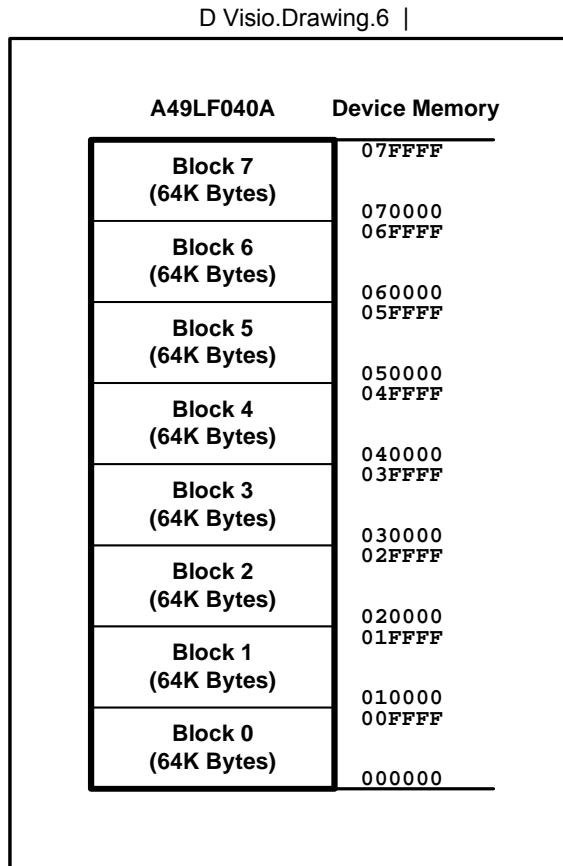 D Visio.Drawing.6 |
A49LF040A Device Memory
Block 7
(64K Bytes)
07FFFF
070000
Block 6
(64K Bytes)
06FFFF
060000
Block 5
(64K Bytes)
05FFFF
050000
Block 4
(64K Bytes)
04FFFF
040000
Block 3
(64K Bytes)
03FFFF
030000
Block 2
(64K Bytes)
02FFFF
020000
Block 1
(64K Bytes)
01FFFF
010000
Block 0
(64K Bytes)
00FFFF
000000